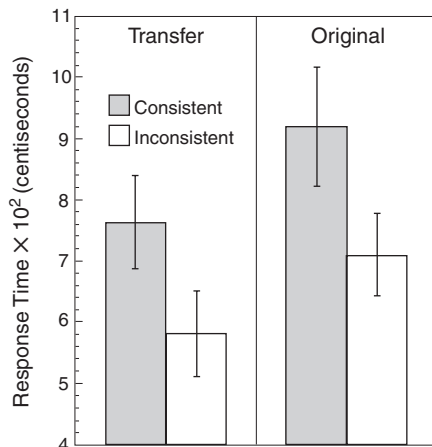 Transfer
Original
Consistent
Inconsistent
Response Time × 10² (centiseconds)
11
10
9
8
7
6
5
4